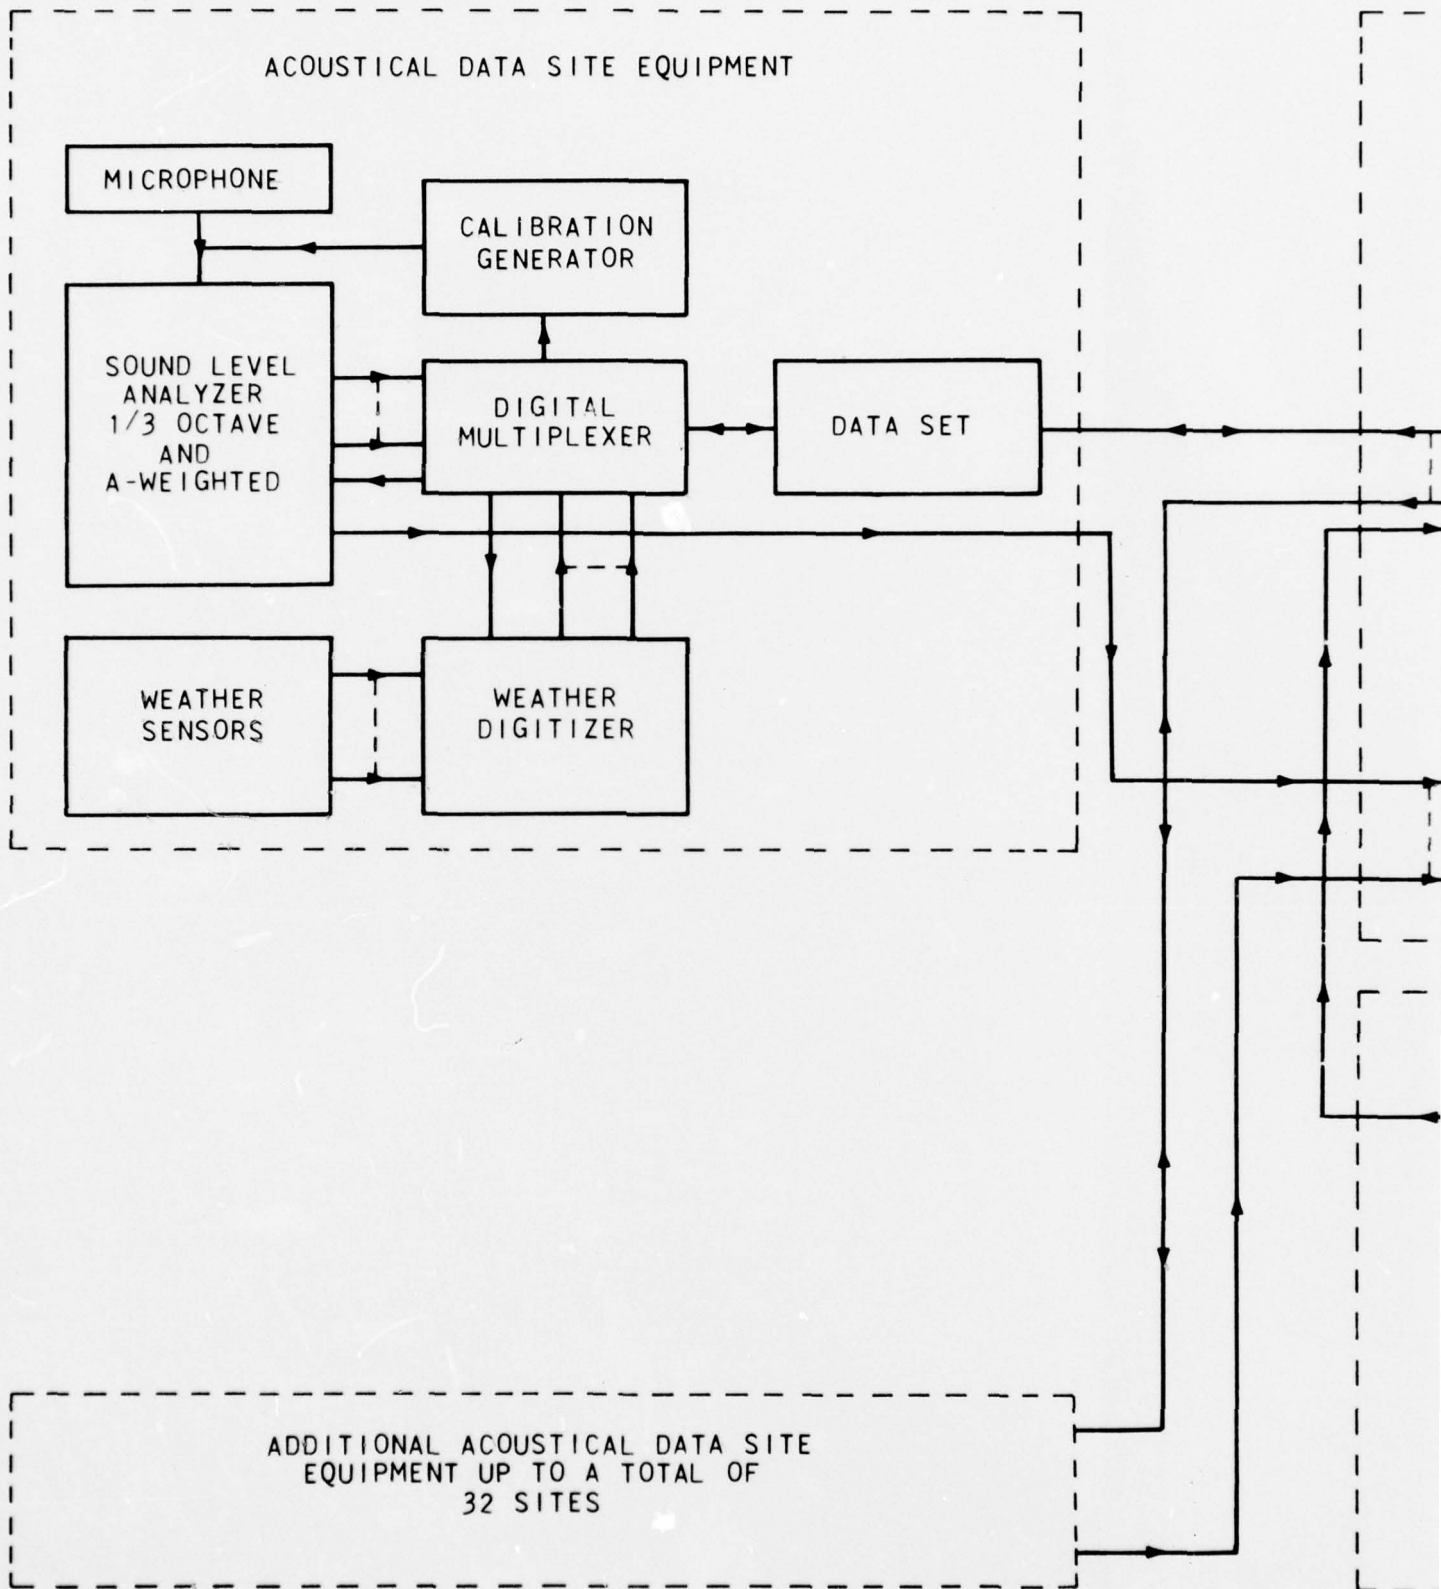 ACOUSTICAL DATA SITE EQUIPMENT
MICROPHONE
CALIBRATION
GENERATOR
SOUND LEVEL
ANALYZER
1/3 OCTAVE
AND
A-WEIGHTED
DIGITAL
MULTIPLEXER
DATA SET
WEATHER
SENSORS
WEATHER
DIGITIZER
ADDITIONAL ACOUSTICAL DATA SITE
EQUIPMENT UP TO A TOTAL OF
32 SITES